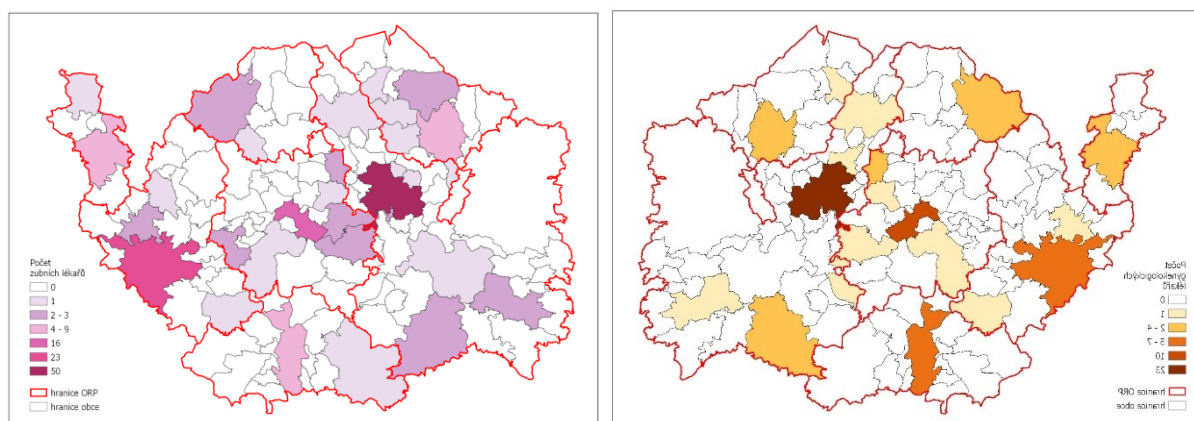 Počet
zubních lékařů
0
1
2 - 3
4 - 9
16
23
50
hranice ORP
hranice obce
Počet
gynekologických
lékařů
0
1
2 - 4
5 - 7
10
23
hranice ORP
hranice obce